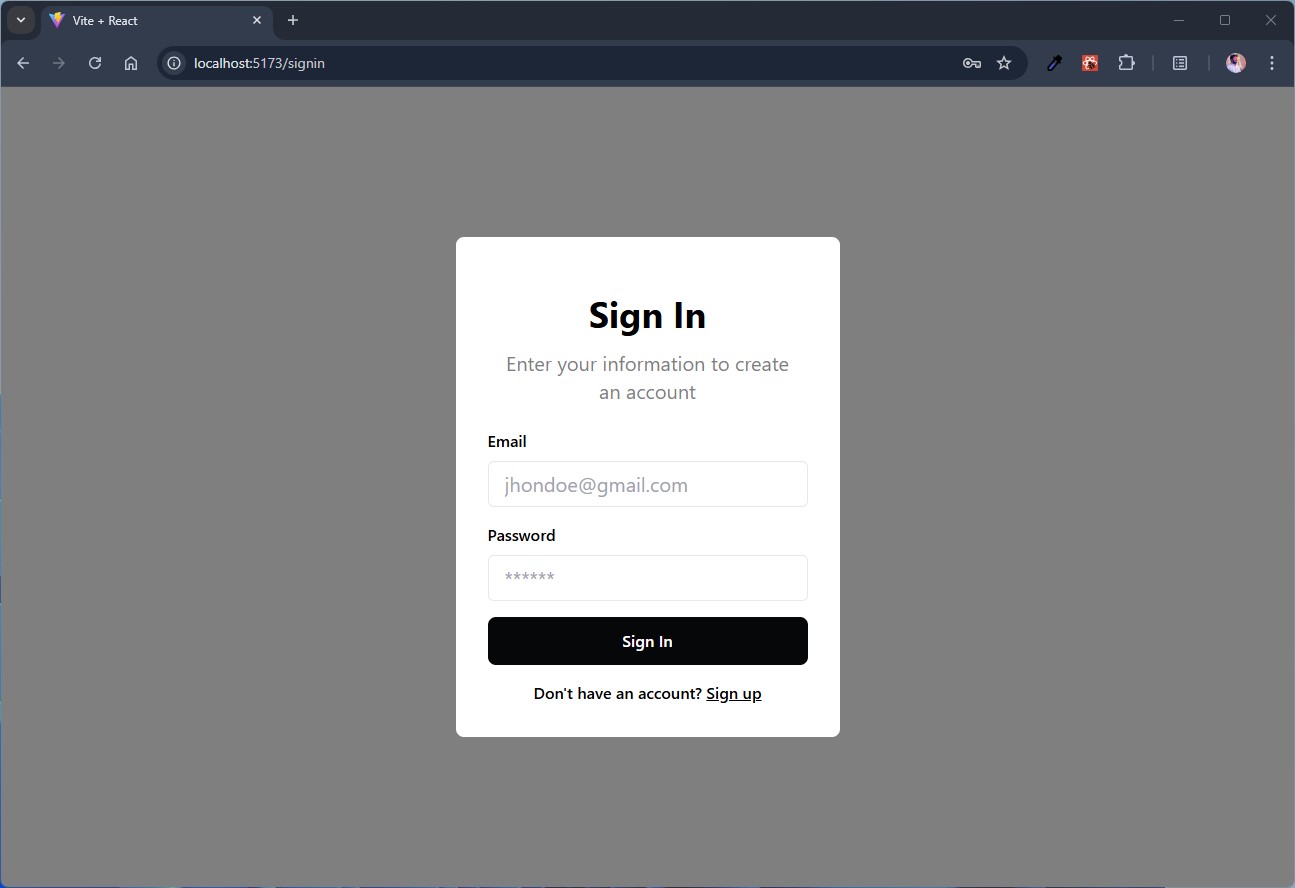 Vite + React
localhost:5173/signin
Sign In
Enter your information to create
an account
Email
jhondoe@gmail.com
Password
******
Sign In
Don't have an account? Sign up